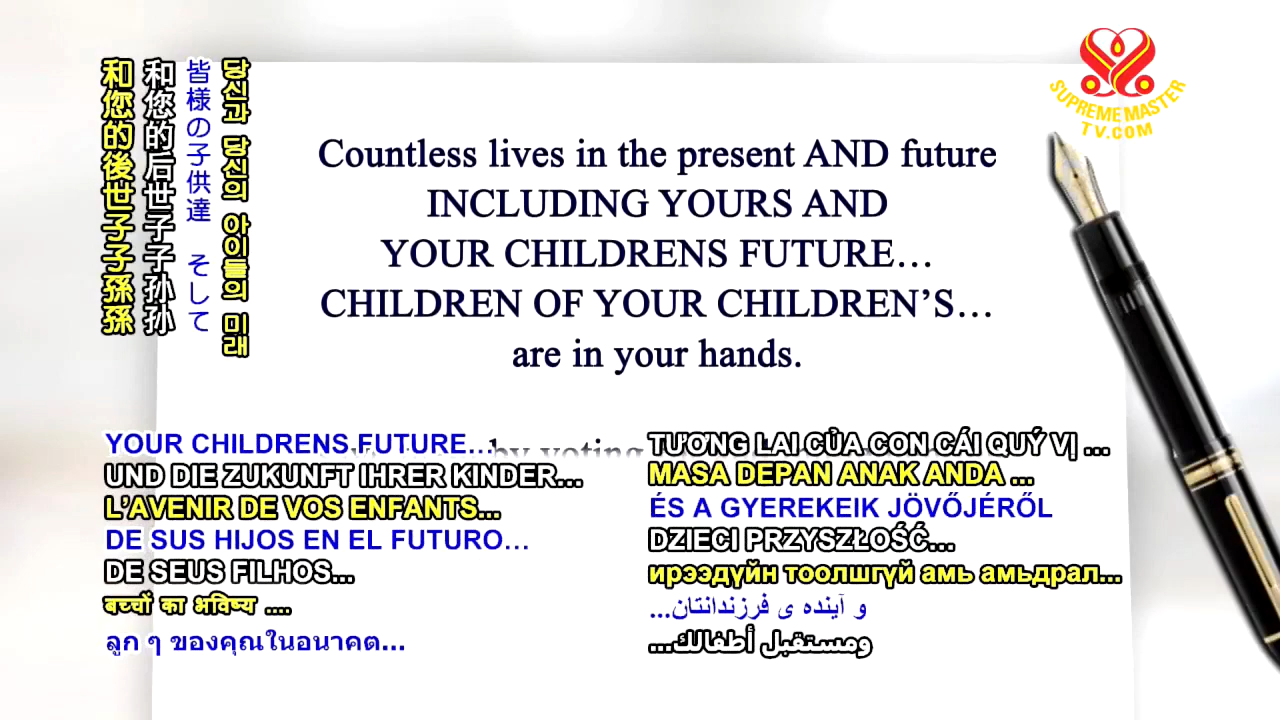 당신과 당신의 아이들의 미래
皆様の子供達 そして
和您的后世子子孙孙
和您的後世子子孫孫
SUPREME MASTER
TV.COM
Countless lives in the present AND future
INCLUDING YOURS AND
YOUR CHILDRENS FUTURE…
CHILDREN OF YOUR CHILDREN’S…
are in your hands.
by voting
YOUR CHILDRENS FUTURE...
UND DIE ZUKUNFT IHRER KINDER...
L’AVENIR DE VOS ENFANTS...
DE SUS HIJOS EN EL FUTURO…
DE SEUS FILHOS...
बच्चों का भविष्य ....
ลูก ๆ ของคุณในอนาคต...
TƯƠNG LAI CỦA CON CÁI QUÝ VỊ ...
MASA DEPAN ANAK ANDA ...
ÉS A GYEREKEIK JÖVŐJÉRŐL
DZIECI PRZYSZŁOŚĆ...
ирээдүйн тоолшгүй амь амьдрал...
و آینده ی فرزندانتان...
ومستقبل أطفالك...